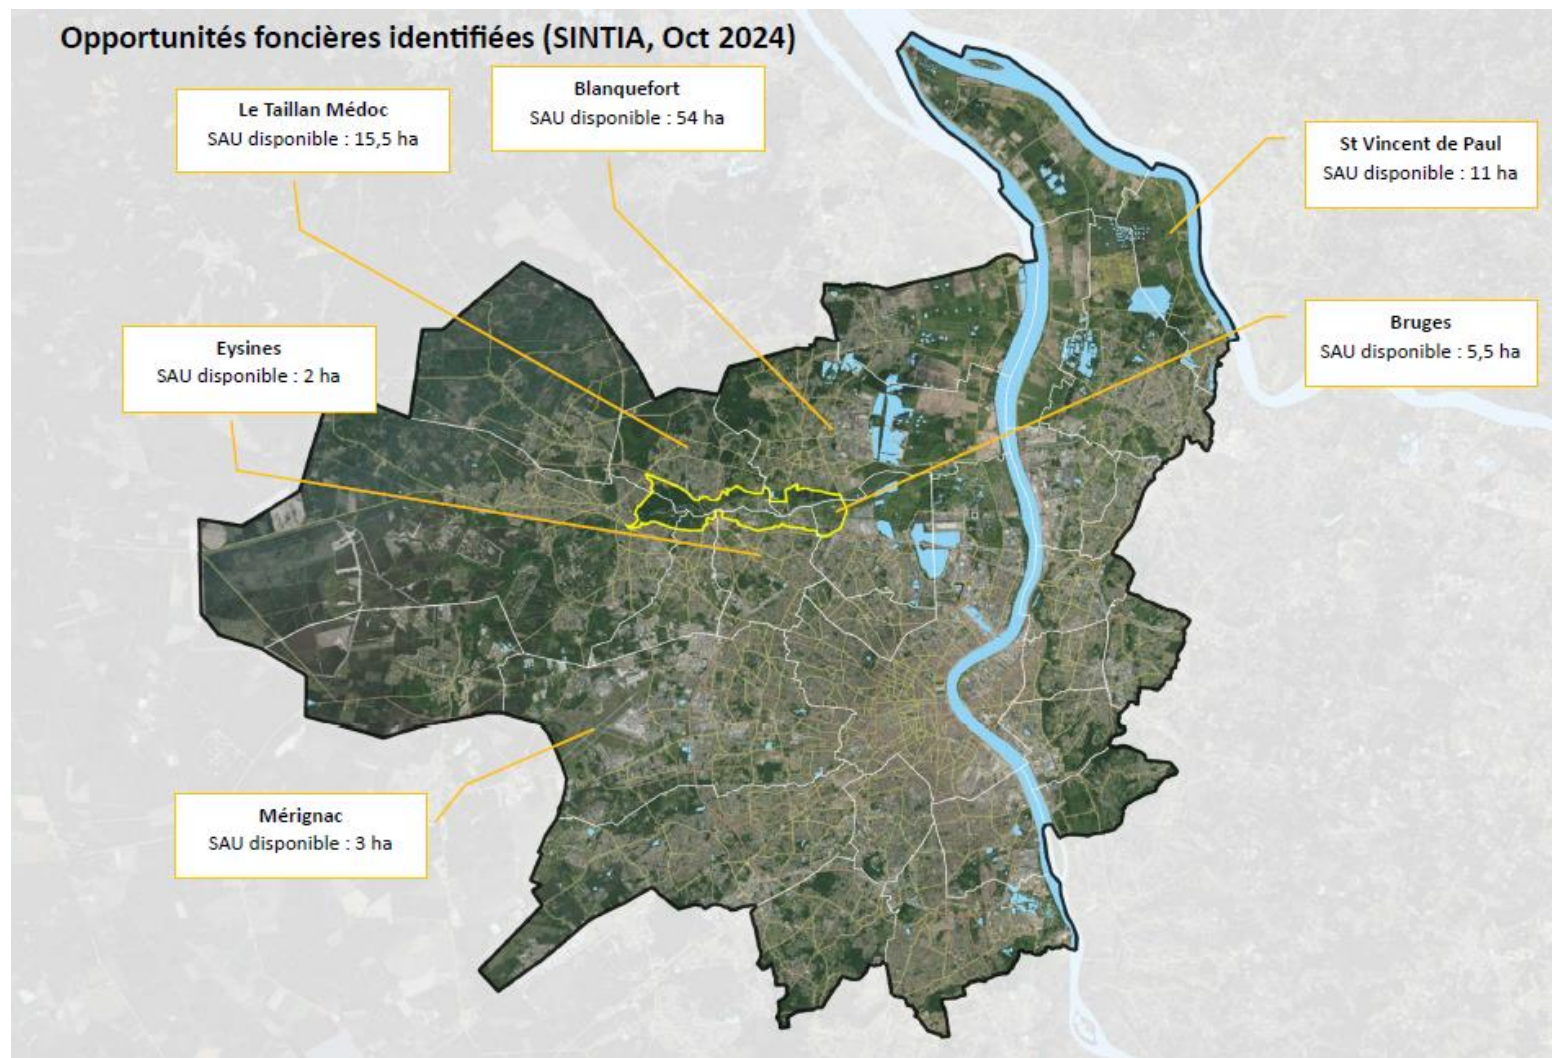 Opportunités foncières identifiées (SINTIA, Oct 2024)
Le Taillan Médoc
SAU disponible : 15,5 ha
Blanquefort
SAU disponible : 54 ha
St Vincent de Paul
SAU disponible : 11 ha
Eysines
SAU disponible : 2 ha
Bruges
SAU disponible : 5,5 ha
Mérignac
SAU disponible : 3 ha